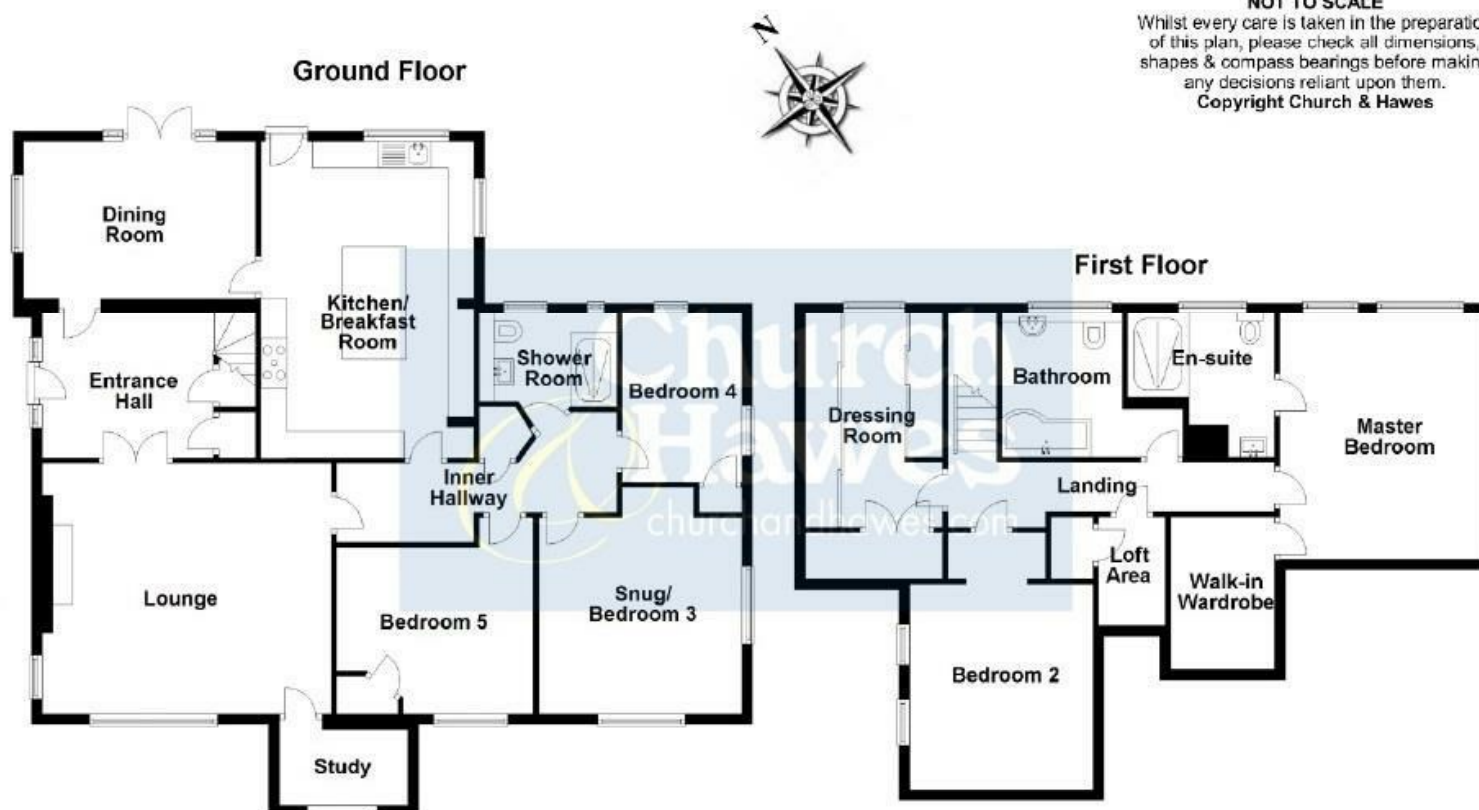 NOT TO SCALE
Whilst every care is taken in the preparatio
of this plan, please check all dimensions,
shapes & compass bearings before makin
any decisions reliant upon them.
Copyright Church & Hawes
N
Ground Floor
Dining
Room
Kitchen/
Breakfast
Room
Entrance
Hall
Shower
Room
Bedroom 4
Inner
Hallway
Lounge
Bedroom 5
Snug/
Bedroom 3
Study
First Floor
Dressing
Room
Bathroom
En-suite
Master
Bedroom
Landing
Loft
Area
Walk-in
Wardrobe
Bedroom 2
Church
& Hawes
churchandhawes.com